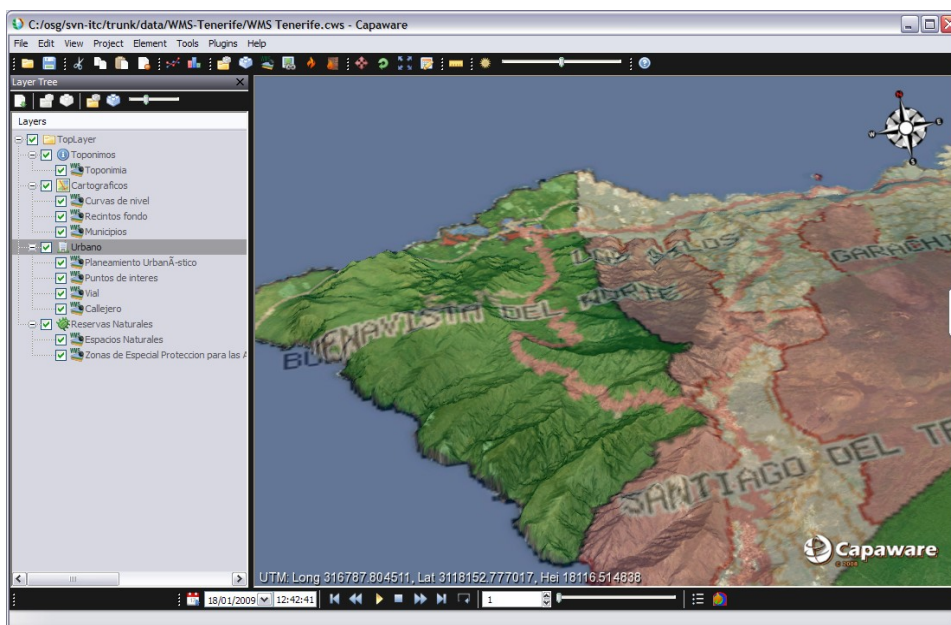 C:/osg/svn-itc/trunk/data/WMS-Tenerife/WMS Tenerife.cws - Capaware
File Edit View Project Element Tools Plugins Help
Layer Tree
Layers
TopLayer
Toponimos
Toponimia
Cartograficos
Curvas de nivel
Recintos fondo
Municipios
Urbano
Planeamiento UrbanÃ-stico
Puntos de interes
Vial
Callejero
Reservas Naturales
Espacios Naturales
Zonas de Especial Proteccion para las A
N
E
S
LOS SILOS
GARACH
BUENAVISTA DEL NORTE
SANTIAGO DEL TE
Capaware
UTM: Long 316787.804511, Lat 3118152.777017, Hei 18116.514838
18/01/2009 12:42:41 1